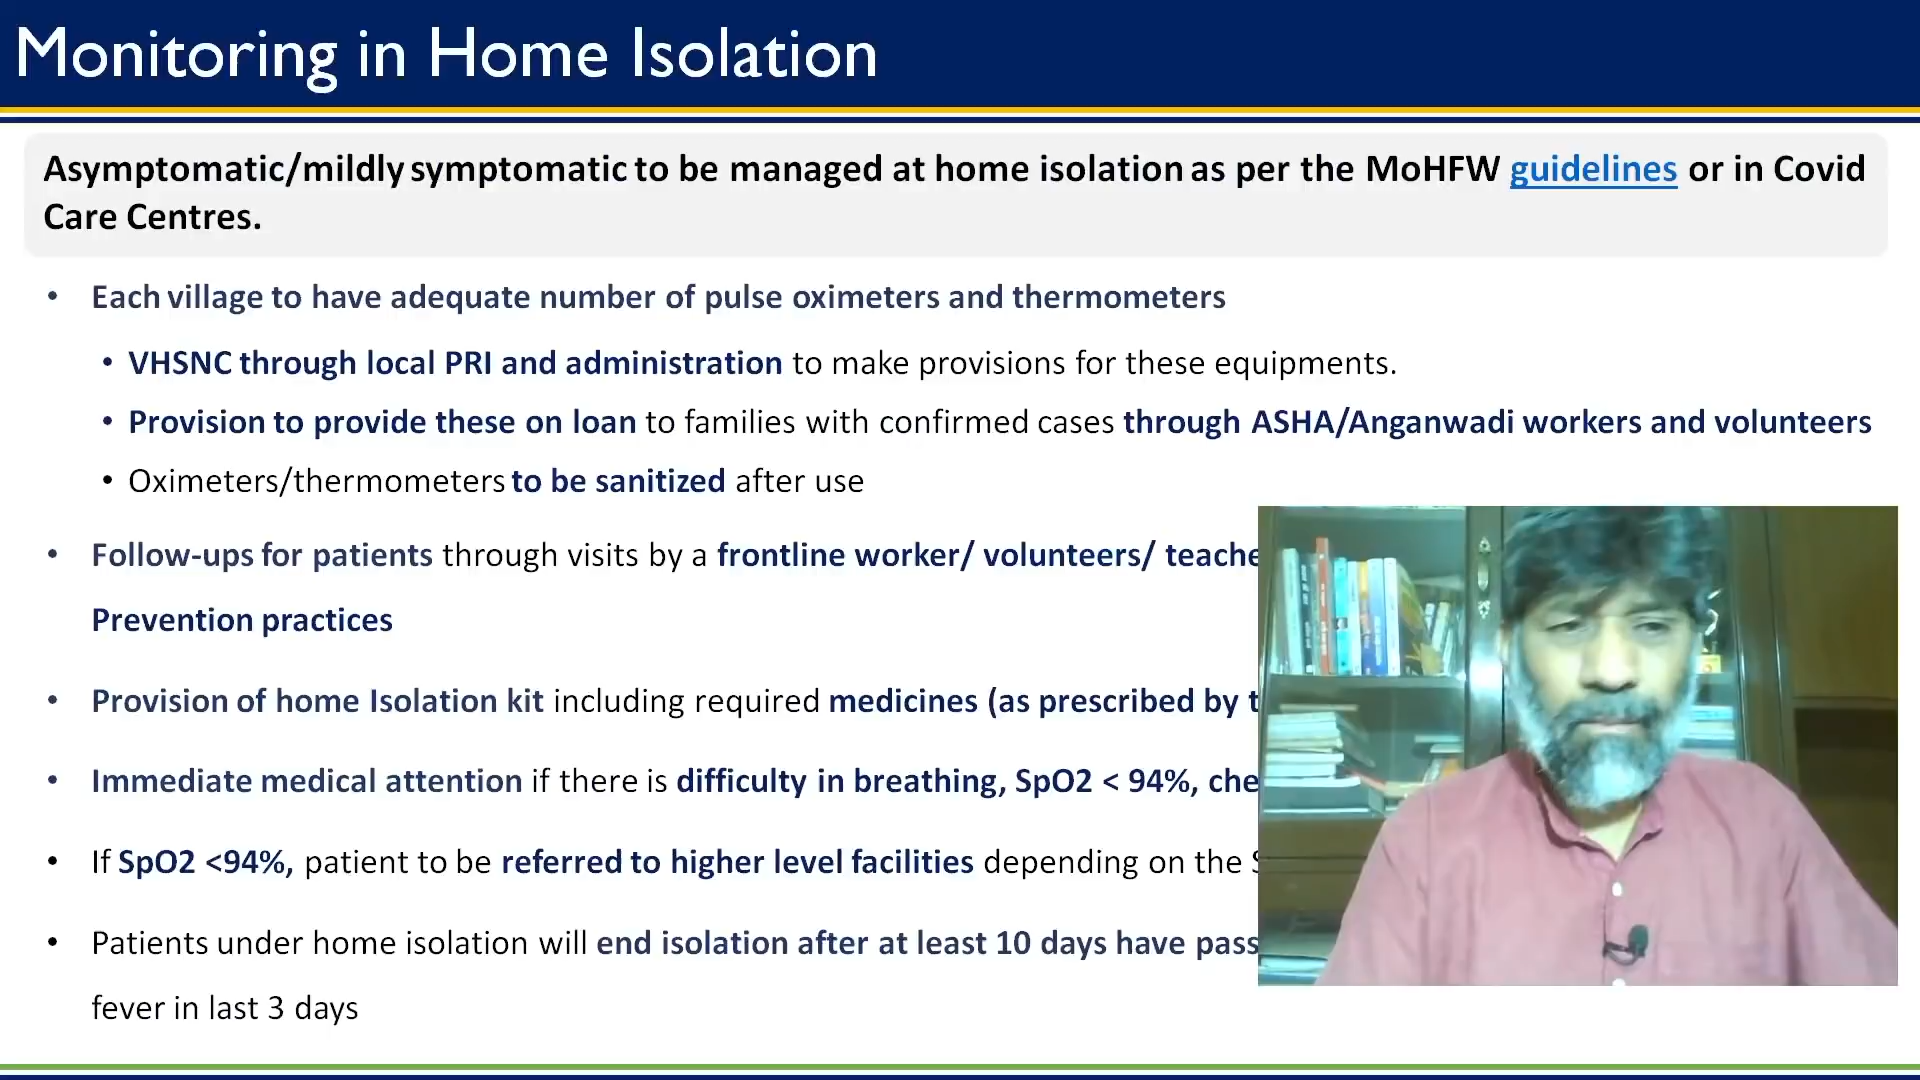 Monitoring in Home Isolation
Asymptomatic/mildly symptomatic to be managed at home isolation as per the MoHFW guidelines or in Covid
Care Centres.
• Each village to have adequate number of pulse oximeters and thermometers
• VHSNC through local PRI and administration to make provisions for these equipments.
• Provision to provide these on loan to families with confirmed cases through ASHA/Anganwadi workers and volunteers
• Oximeters/thermometers to be sanitized after use
• Follow-ups for patients through visits by a frontline worker/ volunteers/ teache
Prevention practices
• Provision of home Isolation kit including required medicines (as prescribed by t
• Immediate medical attention if there is difficulty in breathing, SpO2 < 94%, che
• If SpO2 <94%, patient to be referred to higher level facilities depending on the S
• Patients under home isolation will end isolation after at least 10 days have pass
fever in last 3 days